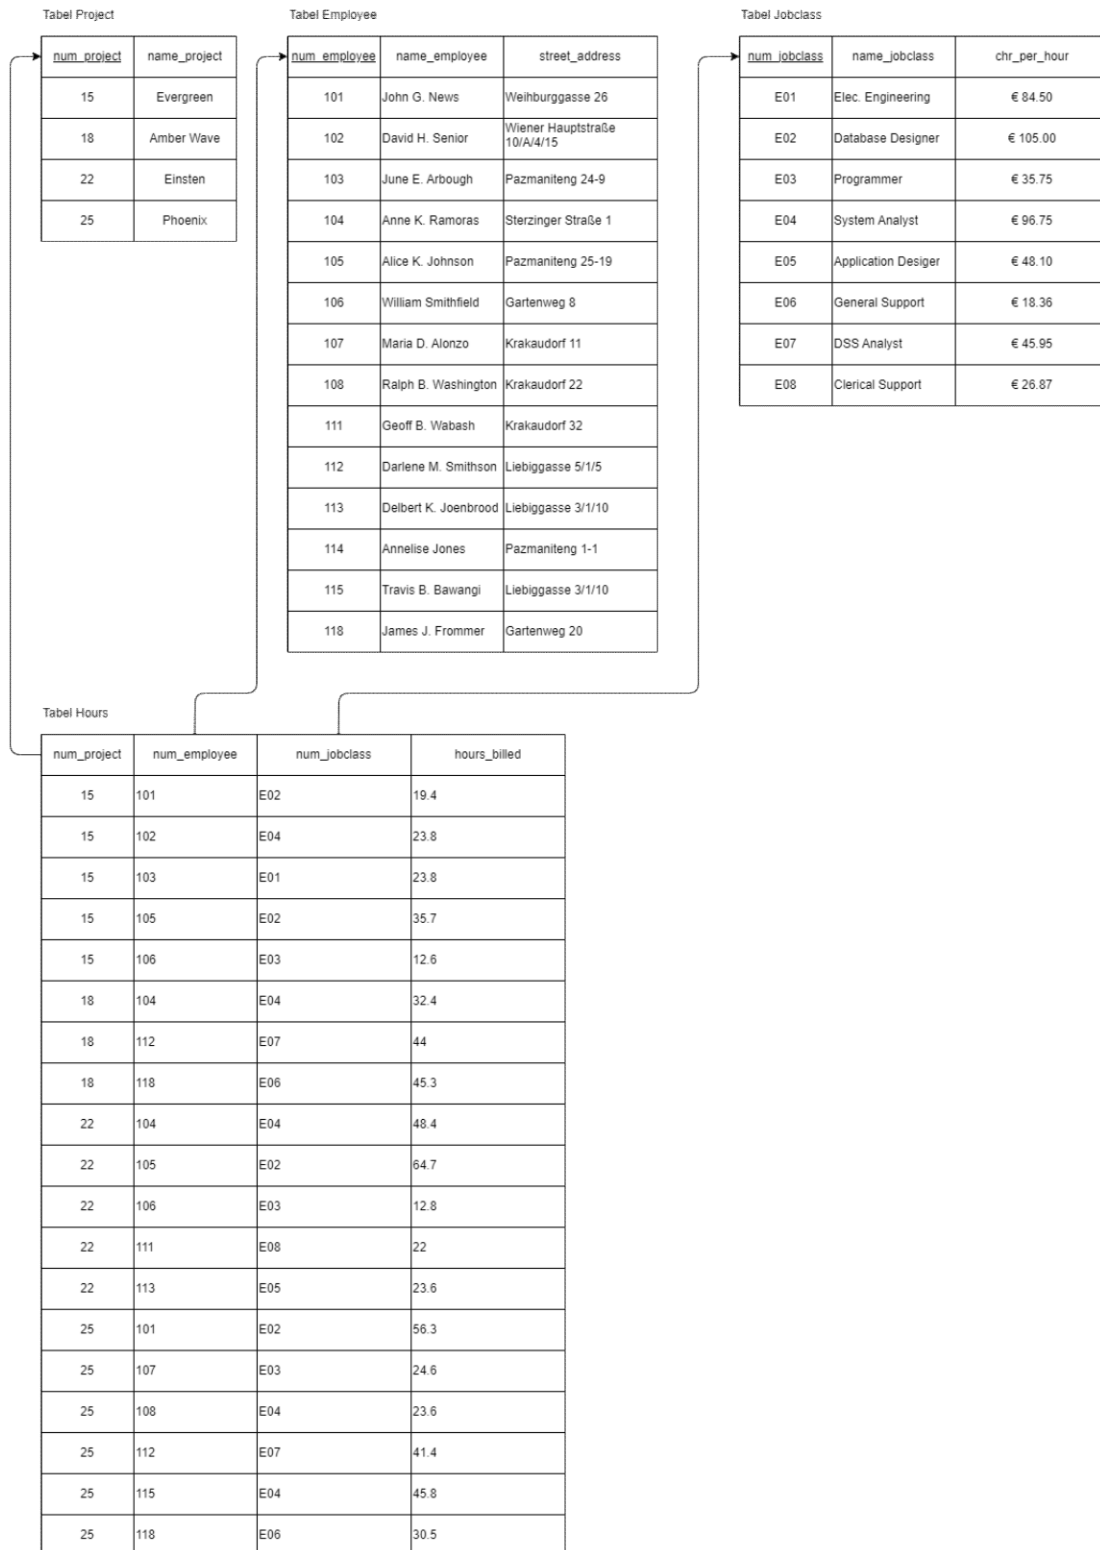 Tabel Project
num_project name_project
15 Evergreen
18 Amber Wave
22 Einsten
25 Phoenix
Tabel Employee
num_employee name_employee street_address
101 John G. News Weihburggasse 26
102 David H. Senior Wiener Hauptstraße
10/A/4/15
103 June E. Arbough Pazmaniteng 24-9
104 Anne K. Ramoras Sterzinger Straße 1
105 Alice K. Johnson Pazmaniteng 25-19
106 William Smithfield Gartenweg 8
107 Maria D. Alonzo Krakaudorf 11
108 Ralph B. Washington Krakaudorf 22
111 Geoff B. Wabash Krakaudorf 32
112 Darlene M. Smithson Liebiggasse 5/1/5
113 Delbert K. Joenbrood Liebiggasse 3/1/10
114 Annelise Jones Pazmaniteng 1-1
115 Travis B. Bawangi Liebiggasse 3/1/10
118 James J. Frommer Gartenweg 20
Tabel Jobclass
num_jobclass name_jobclass chr_per_hour
E01 Elec. Engineering € 84.50
E02 Database Designer € 105.00
E03 Programmer € 35.75
E04 System Analyst € 96.75
E05 Application Desiger € 48.10
E06 General Support € 18.36
E07 DSS Analyst € 45.95
E08 Clerical Support € 26.87
Tabel Hours
num_project num_employee num_jobclass hours_billed
15 101 E02 19.4
15 102 E04 23.8
15 103 E01 23.8
15 105 E02 35.7
15 106 E03 12.6
18 104 E04 32.4
18 112 E07 44
18 118 E06 45.3
22 104 E04 48.4
22 105 E02 64.7
22 106 E03 12.8
22 111 E08 22
22 113 E05 23.6
25 101 E02 56.3
25 107 E03 24.6
25 108 E04 23.6
25 112 E07 41.4
25 115 E04 45.8
25 118 E06 30.5